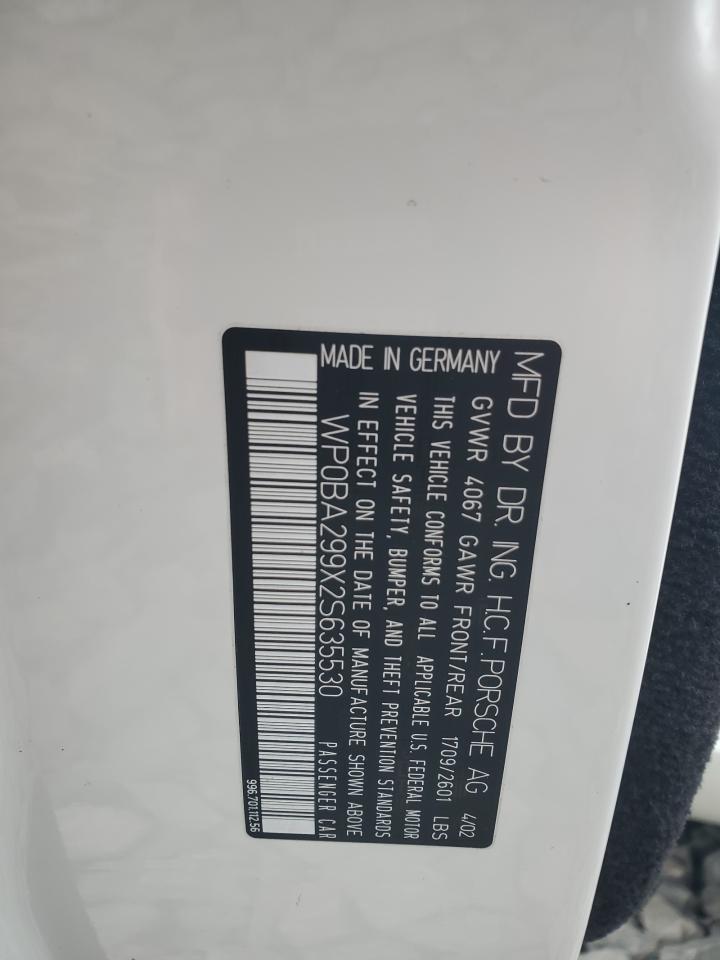 MFD BY DR. ING. H.C.F.PORSCHE AG 4/02
GVWR 4067 GAWR FRONT/REAR 1709/2601 LBS
THIS VEHICLE CONFORMS TO ALL APPLICABLE U.S. FEDERAL MOTOR
VEHICLE SAFETY, BUMPER, AND THEFT PREVENTION STANDARDS
IN EFFECT ON THE DATE OF MANUFACTURE SHOWN ABOVE
MADE IN GERMANY WP0BA299X2S635530 PASSENGER CAR
996.701.112.56